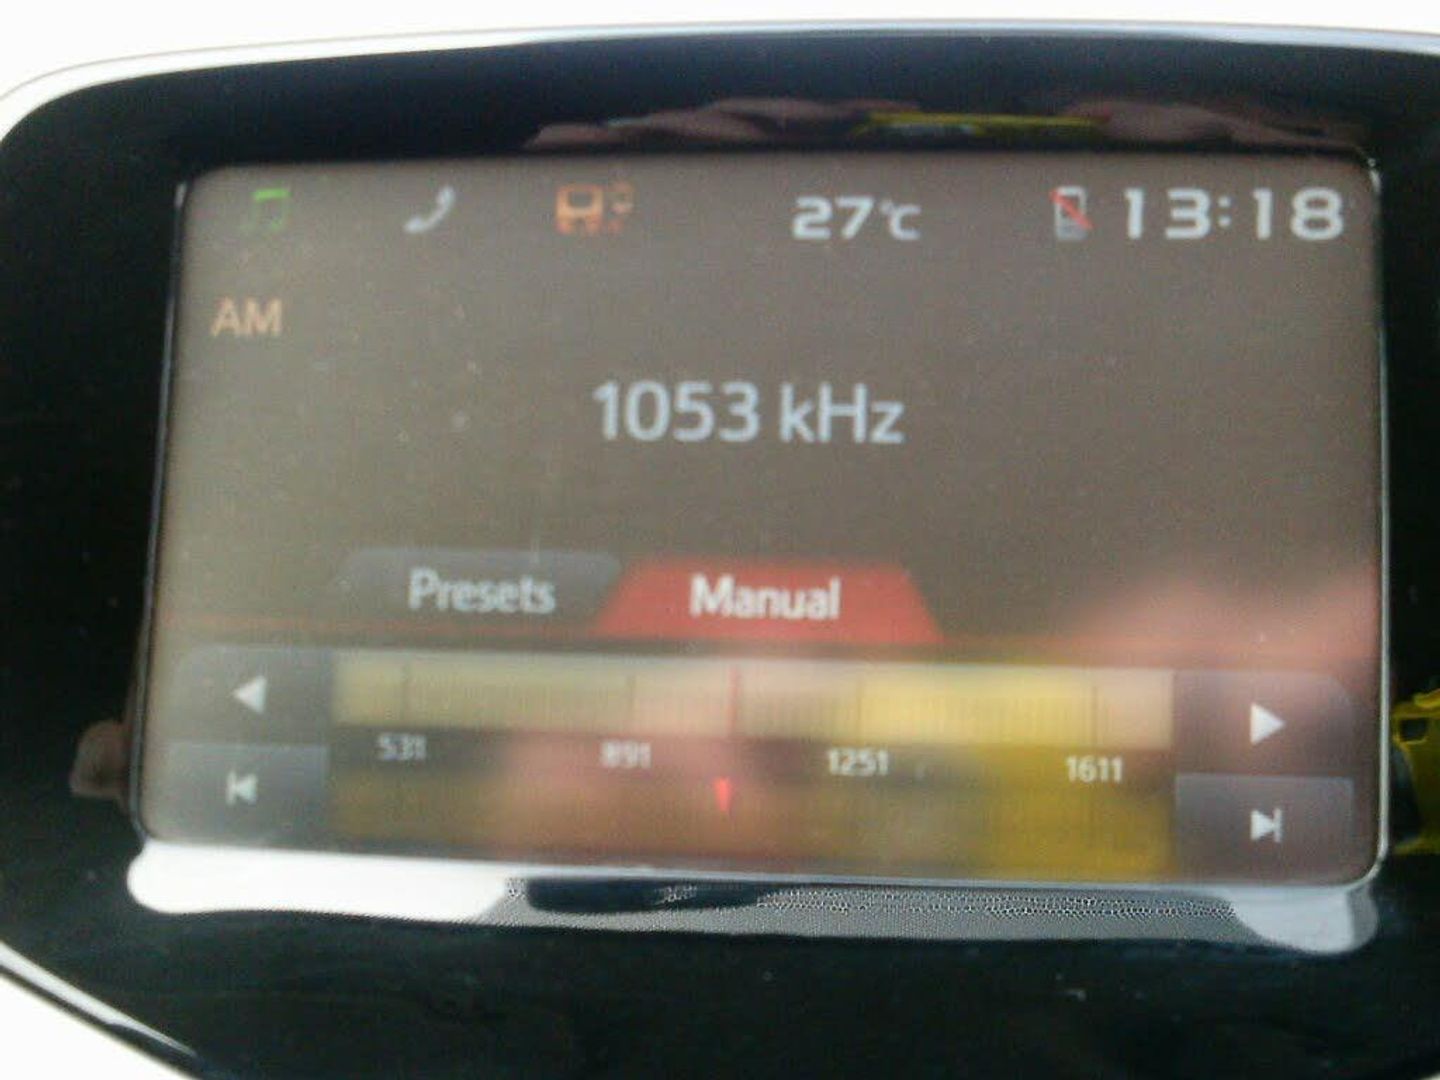 27°C 13:18
AM
1053 kHz
Presets Manual
531 891 1251 1611